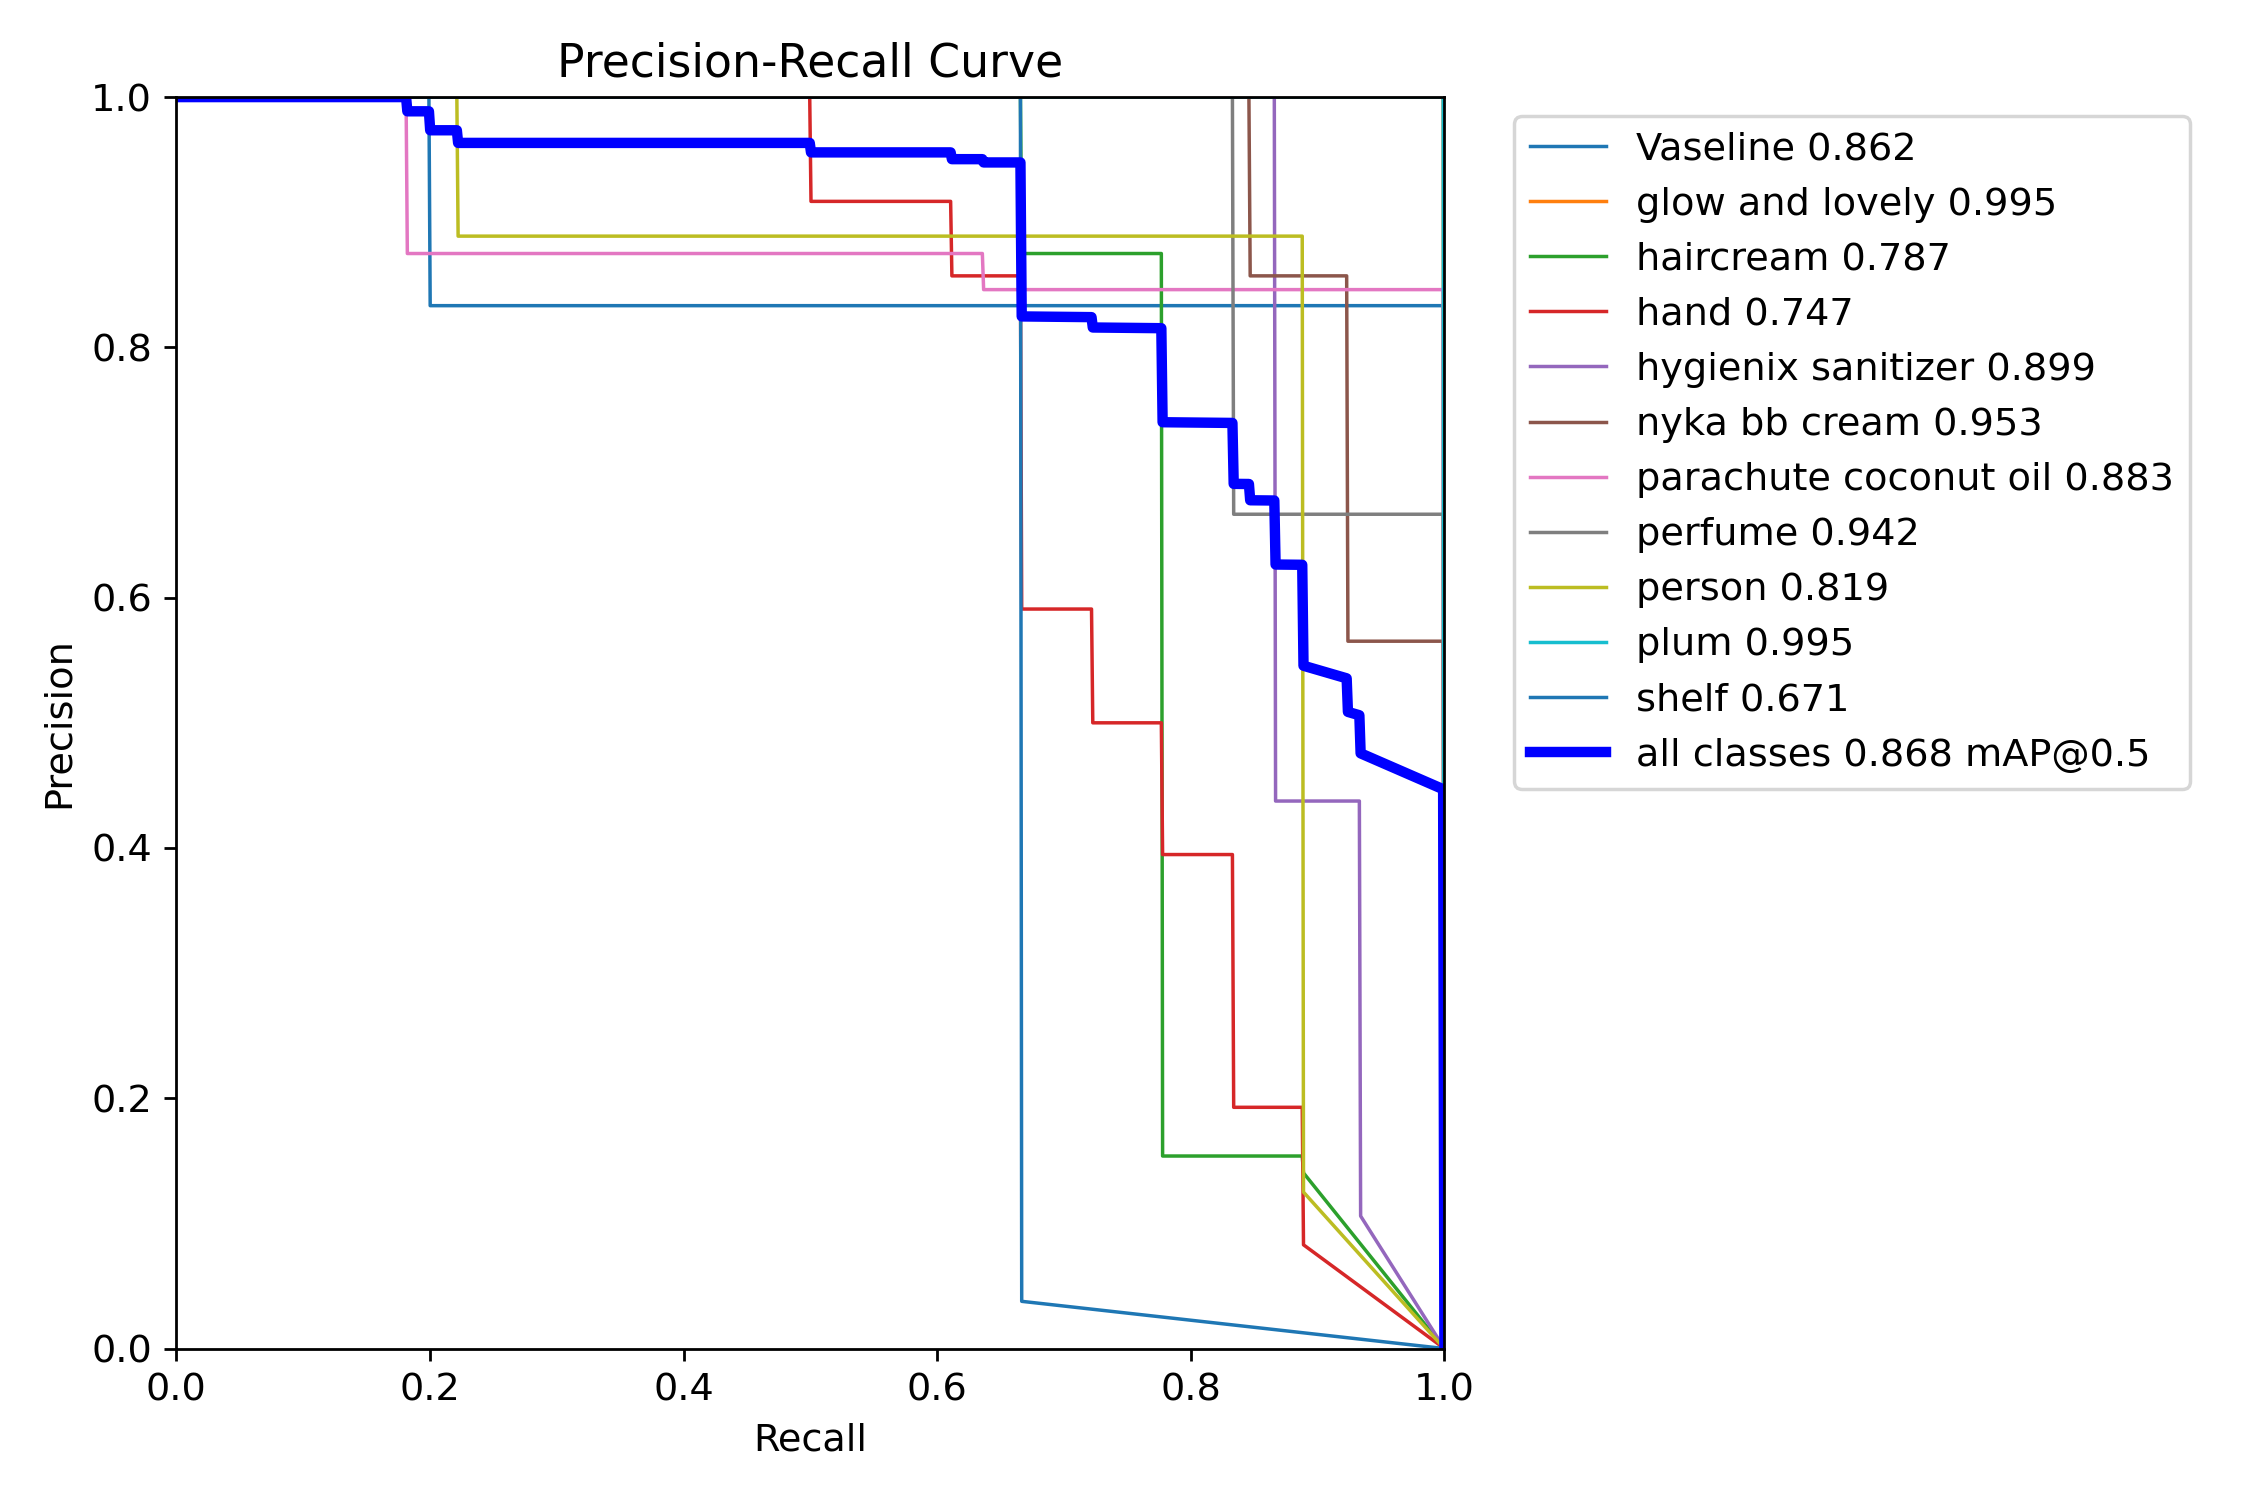 Precision-Recall Curve
1.0
0.8
0.6
0.4
0.2
0.0
Precision
0.0 0.2 0.4 0.6 0.8 1.0
Recall
Vaseline 0.862
glow and lovely 0.995
haircream 0.787
hand 0.747
hygienix sanitizer 0.899
nyka bb cream 0.953
parachute coconut oil 0.883
perfume 0.942
person 0.819
plum 0.995
shelf 0.671
all classes 0.868 mAP@0.5